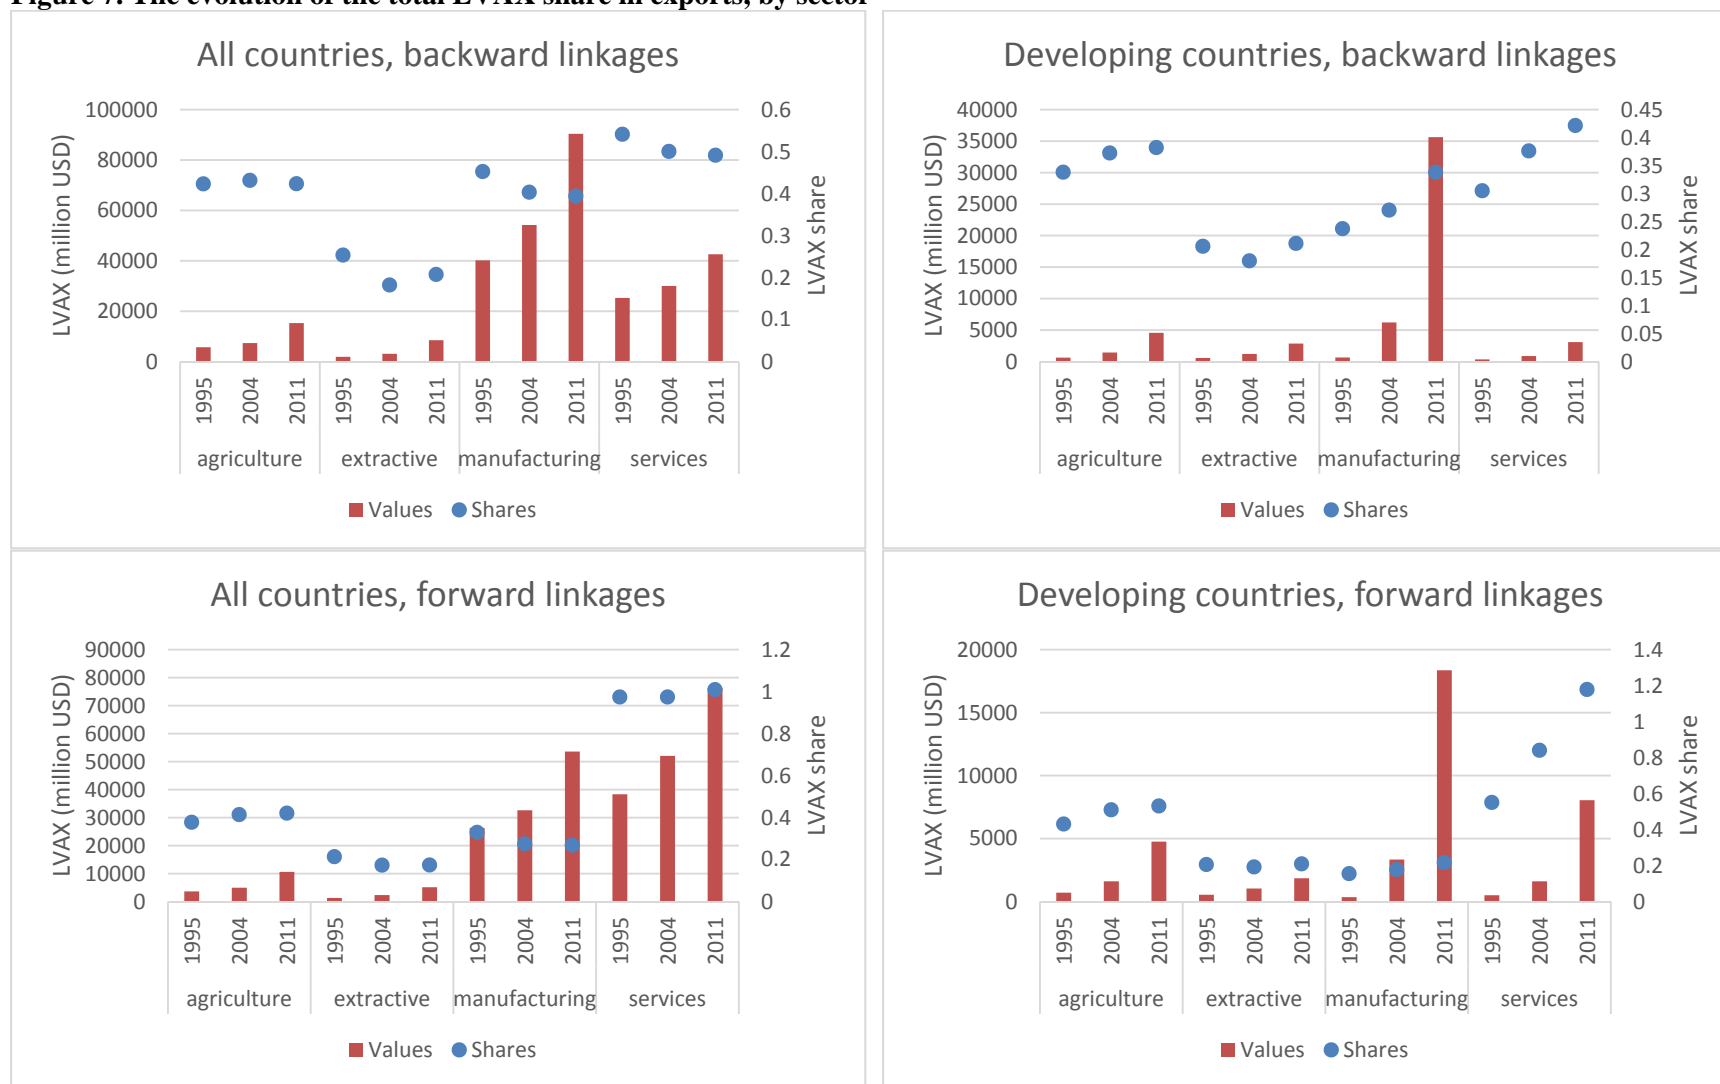 Figure 7. The evolution of the total LVAX share in exports, by sector
All countries, backward linkages
LVAX (million USD)
100000
80000
60000
40000
20000
0
0.6
0.5
0.4
0.3
0.2
0.1
0
LVAX share
1995 2004 2011 1995 2004 2011 1995 2004 2011 1995 2004 2011
agriculture extractive manufacturing services
Values Shares
Developing countries, backward linkages
LVAX (million USD)
40000
35000
30000
25000
20000
15000
10000
5000
0
0.45
0.4
0.35
0.3
0.25
0.2
0.15
0.1
0.05
0
LVAX share
1995 2004 2011 1995 2004 2011 1995 2004 2011 1995 2004 2011
agriculture extractive manufacturing services
Values Shares
All countries, forward linkages
LVAX (million USD)
90000
80000
70000
60000
50000
40000
30000
20000
10000
0
1.2
1
0.8
0.6
0.4
0.2
0
LVAX share
1995 2004 2011 1995 2004 2011 1995 2004 2011 1995 2004 2011
agriculture extractive manufacturing services
Values Shares
Developing countries, forward linkages
LVAX (million USD)
20000
15000
10000
5000
0
1.4
1.2
1
0.8
0.6
0.4
0.2
0
LVAX share
1995 2004 2011 1995 2004 2011 1995 2004 2011 1995 2004 2011
agriculture extractive manufacturing services
Values Shares